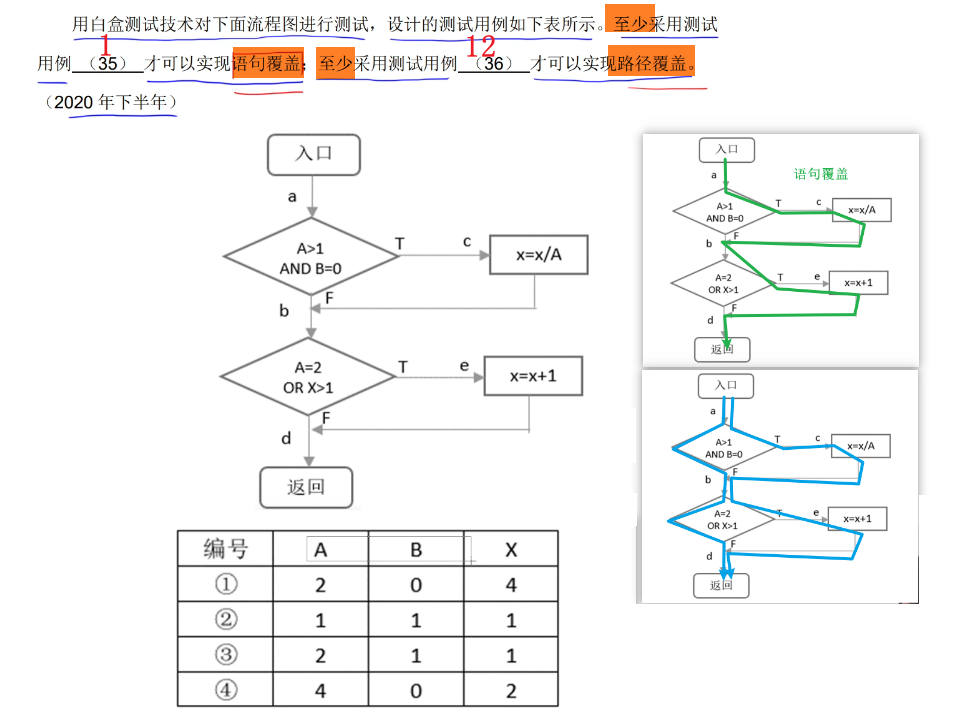 用白盒测试技术对下面流程图进行测试，设计的测试用例如下表所示。至少采用测试
1
12
用例（35）才可以实现语句覆盖；至少采用测试用例（36）才可以实现路径覆盖。
（2020 年下半年）
入口
a
A>1
AND B=0
T
c
x=x/A
F
b
A=2
OR X>1
T
e
x=x+1
F
d
返回
入口
语句覆盖
a
A>1
AND B=0
T
c
x=x/A
F
b
A=2
OR X>1
T
e
x=x+1
F
d
返回
入口
a
A>1
AND B=0
T
c
x=x/A
F
b
A=2
OR X>1
T
e
x=x+1
F
d
返回
编号 A B X
① 2 0 4
② 1 1 1
③ 2 1 1
④ 4 0 2